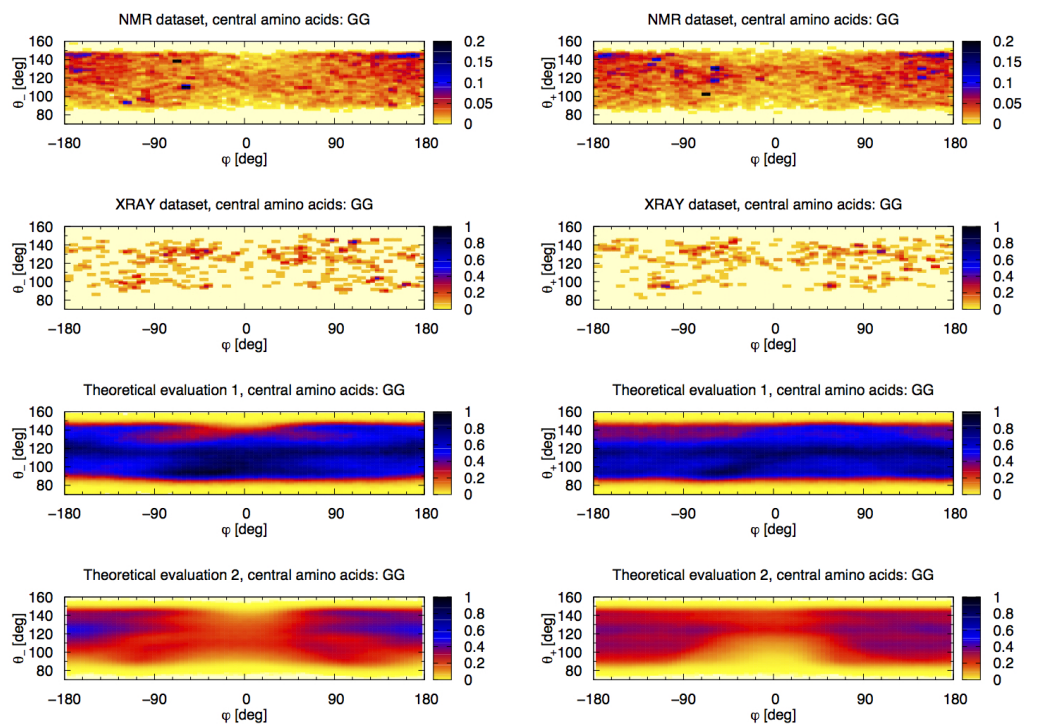 NMR dataset, central amino acids: GG
160
140
120
100
80
θ_ [deg]
−180 −90 0 90 180
φ [deg]
0.2
0.15
0.1
0.05
0
NMR dataset, central amino acids: GG
160
140
120
100
80
θ+ [deg]
−180 −90 0 90 180
φ [deg]
0.2
0.15
0.1
0.05
0
XRAY dataset, central amino acids: GG
160
140
120
100
80
θ_ [deg]
−180 −90 0 90 180
φ [deg]
1
0.8
0.6
0.4
0.2
0
XRAY dataset, central amino acids: GG
160
140
120
100
80
θ+ [deg]
−180 −90 0 90 180
φ [deg]
1
0.8
0.6
0.4
0.2
0
Theoretical evaluation 1, central amino acids: GG
160
140
120
100
80
θ_ [deg]
−180 −90 0 90 180
φ [deg]
1
0.8
0.6
0.4
0.2
0
Theoretical evaluation 1, central amino acids: GG
160
140
120
100
80
θ+ [deg]
−180 −90 0 90 180
φ [deg]
1
0.8
0.6
0.4
0.2
0
Theoretical evaluation 2, central amino acids: GG
160
140
120
100
80
θ_ [deg]
−180 −90 0 90 180
φ [deg]
1
0.8
0.6
0.4
0.2
0
Theoretical evaluation 2, central amino acids: GG
160
140
120
100
80
θ+ [deg]
−180 −90 0 90 180
φ [deg]
1
0.8
0.6
0.4
0.2
0